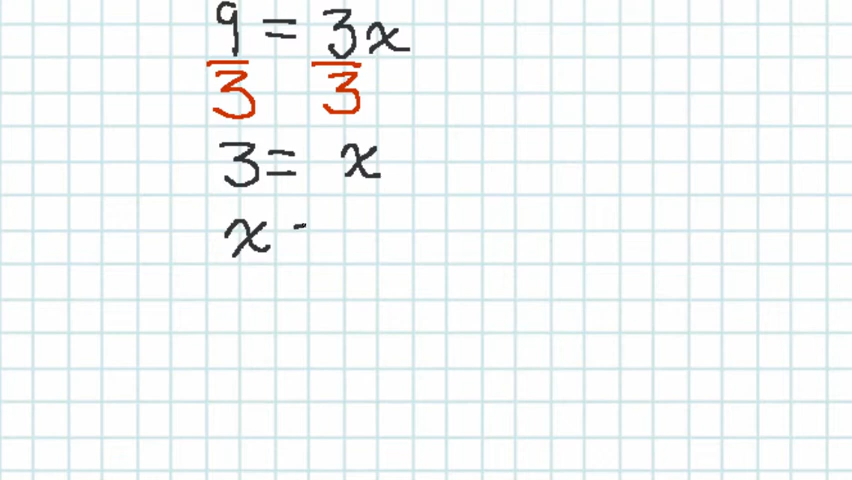 9 = 3x
3 3
3 = x
x -